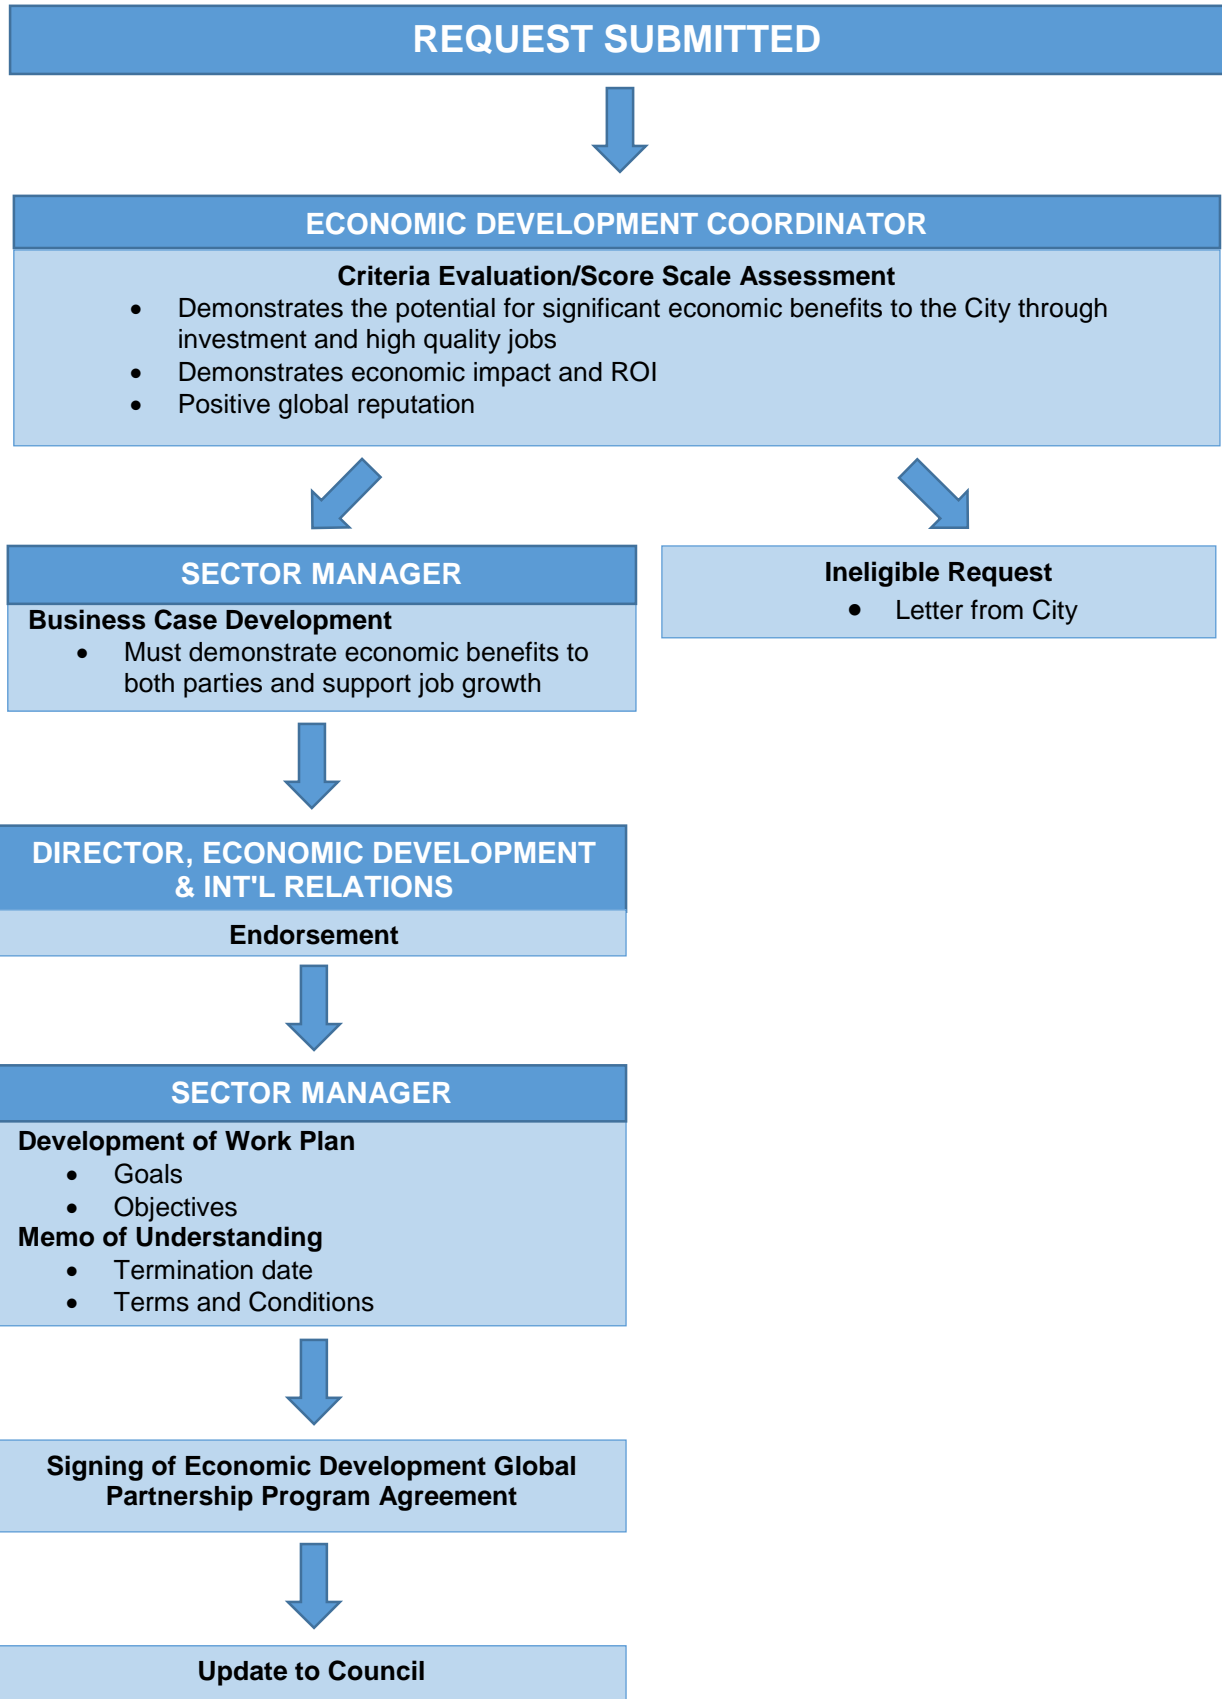 REQUEST SUBMITTED
ECONOMIC DEVELOPMENT COORDINATOR
Criteria Evaluation/Score Scale Assessment
• Demonstrates the potential for significant economic benefits to the City through
investment and high quality jobs
• Demonstrates economic impact and ROI
• Positive global reputation
SECTOR MANAGER
Business Case Development
• Must demonstrate economic benefits to
both parties and support job growth
Ineligible Request
• Letter from City
DIRECTOR, ECONOMIC DEVELOPMENT
& INT'L RELATIONS
Endorsement
SECTOR MANAGER
Development of Work Plan
• Goals
• Objectives
Memo of Understanding
• Termination date
• Terms and Conditions
Signing of Economic Development Global
Partnership Program Agreement
Update to Council